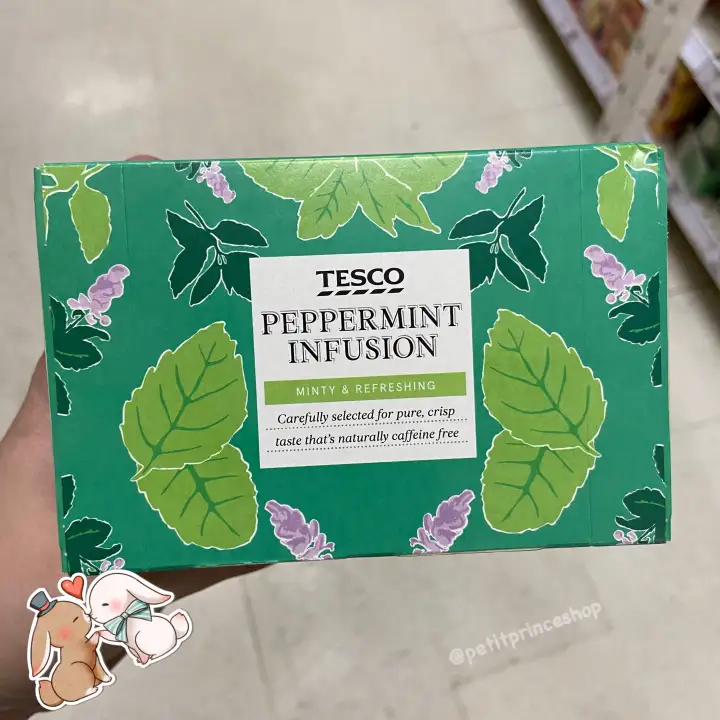 TESCO
PEPPERMINT
INFUSION
MINTY & REFRESHING
Carefully selected for pure, crisp
taste that's naturally caffeine free
@petitprinceshop